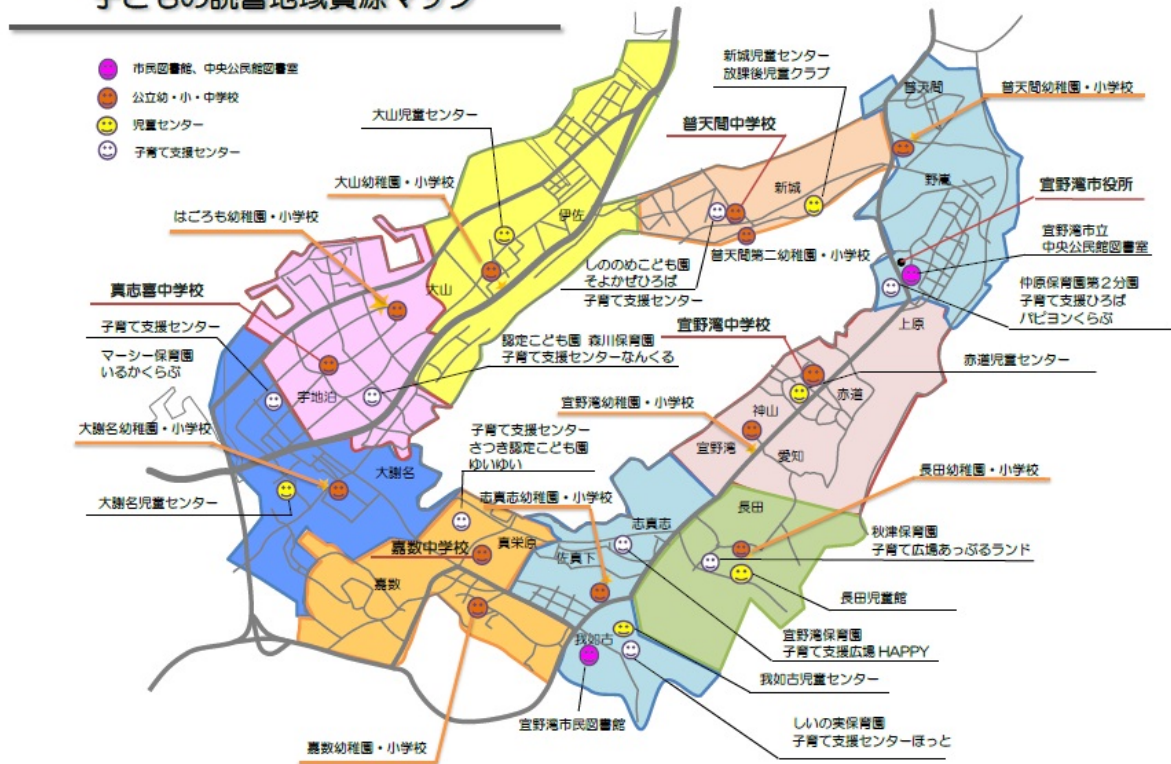 子どもの読書地域資源マップ
市民図書館、中央公民館図書室
公立幼・小・中学校
児童センター
子育て支援センター
新城児童センター
放課後児童クラブ
普天間
普天間幼稚園・小学校
大山児童センター
普天間中学校
大山幼稚園・小学校
新城
野嵩
宜野湾市役所
はごろも幼稚園・小学校
伊佐
宜野湾市立
中央公民館図書室
普天間第二幼稚園・小学校
しののめこども園
そよかぜひろば
子育て支援センター
大山
仲原保育園第2分園
子育て支援ひろば
パピヨンくらぶ
真志喜中学校
宜野湾中学校
上原
子育て支援センター
マーシー保育園
いるかくらぶ
認定こども園 森川保育園
子育て支援センターなんくる
赤道児童センター
宇地泊
赤道
神山
宜野湾幼稚園・小学校
大謝名幼稚園・小学校
子育て支援センター
さつき認定こども園
ゆいゆい
宜野湾
愛知
長田幼稚園・小学校
大謝名
大謝名児童センター
志真志幼稚園・小学校
長田
志真志
秋津保育園
子育て広場あっぷるランド
嘉数中学校
真栄原
佐真下
嘉数
長田児童館
我如古
宜野湾保育園
子育て支援広場 HAPPY
我如古児童センター
宜野湾市民図書館
しいの実保育園
子育て支援センターほっと
嘉数幼稚園・小学校